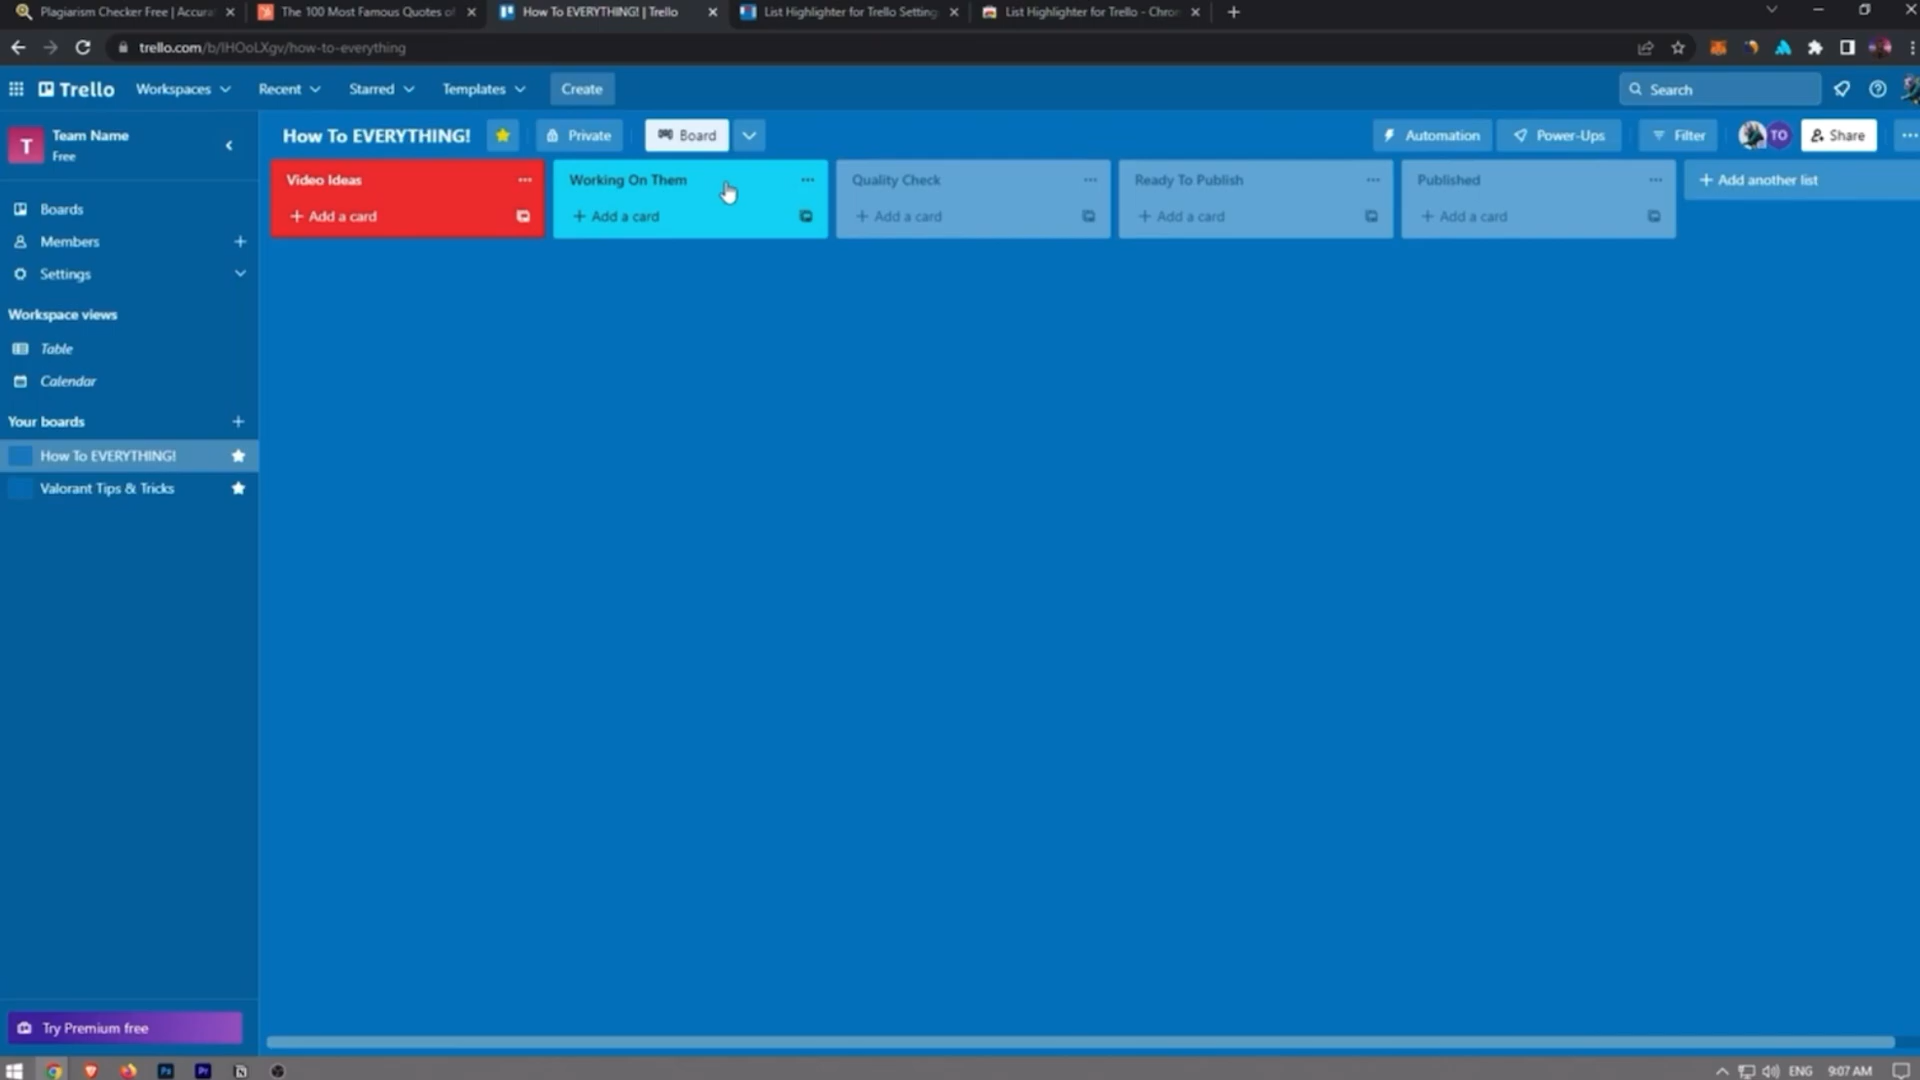 Plagiarism Checker Free | Accura
The 100 Most Famous Quotes of
How To EVERYTHING! | Trello
List Highlighter for Trello Setting
List Highlighter for Trello - Chro
trello.com/b/IHOoLXgv/how-to-everything
Trello
Workspaces
Recent
Starred
Templates
Create
Search
T
Team Name
Free
How To EVERYTHING!
Private
Board
Automation
Power-Ups
Filter
TO
Share
Video Ideas
Working On Them
Quality Check
Ready To Publish
Published
+ Add another list
+ Add a card
+ Add a card
+ Add a card
+ Add a card
+ Add a card
Boards
Members
Settings
Workspace views
Table
Calendar
Your boards
How To EVERYTHING!
Valorant Tips & Tricks
Try Premium free
Ps
Pr
ENG
9:07 AM